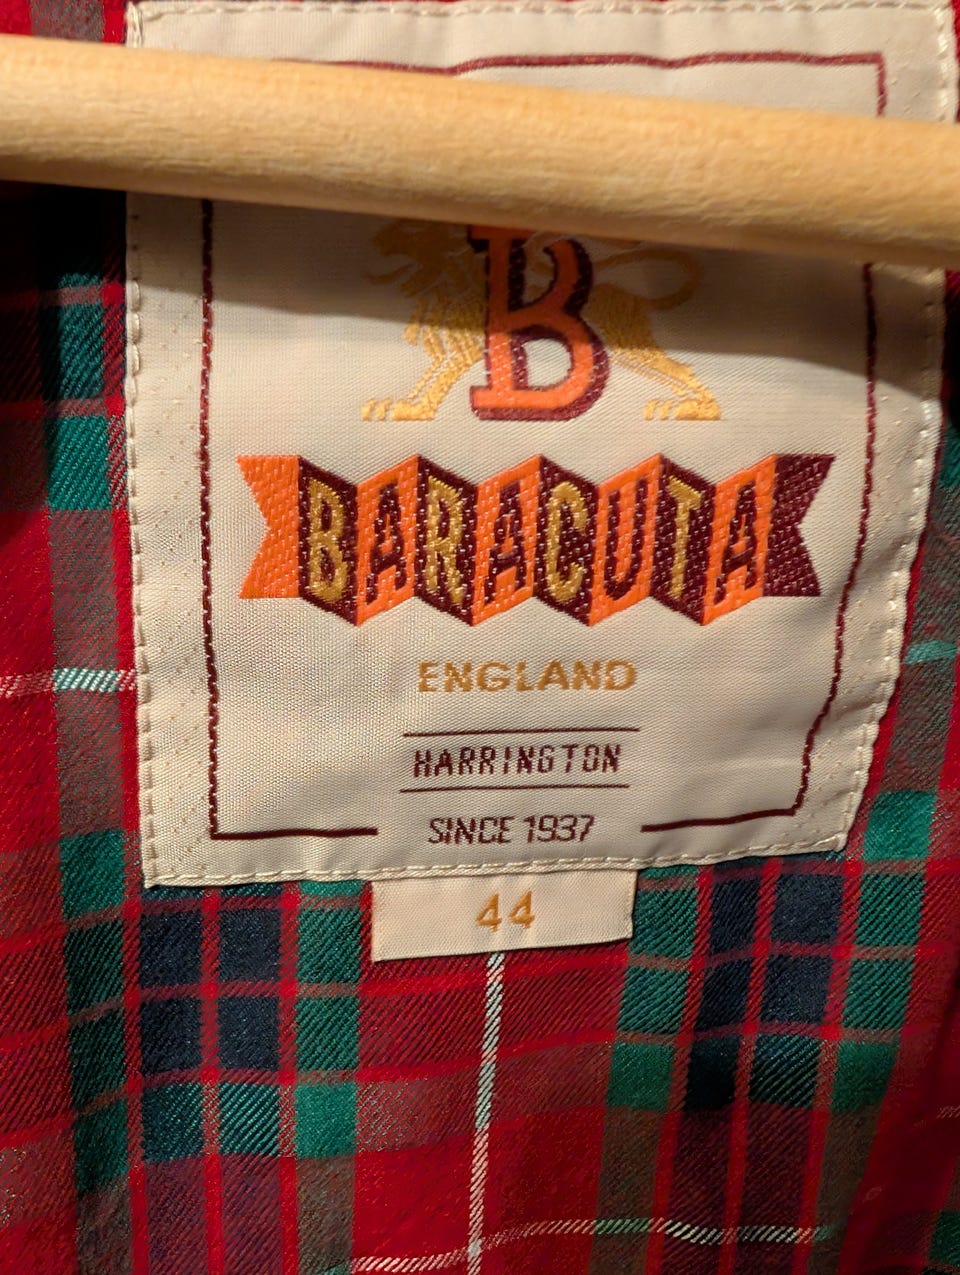 B
BARACUTA
ENGLAND
HARRINGTON
SINCE 1937
44